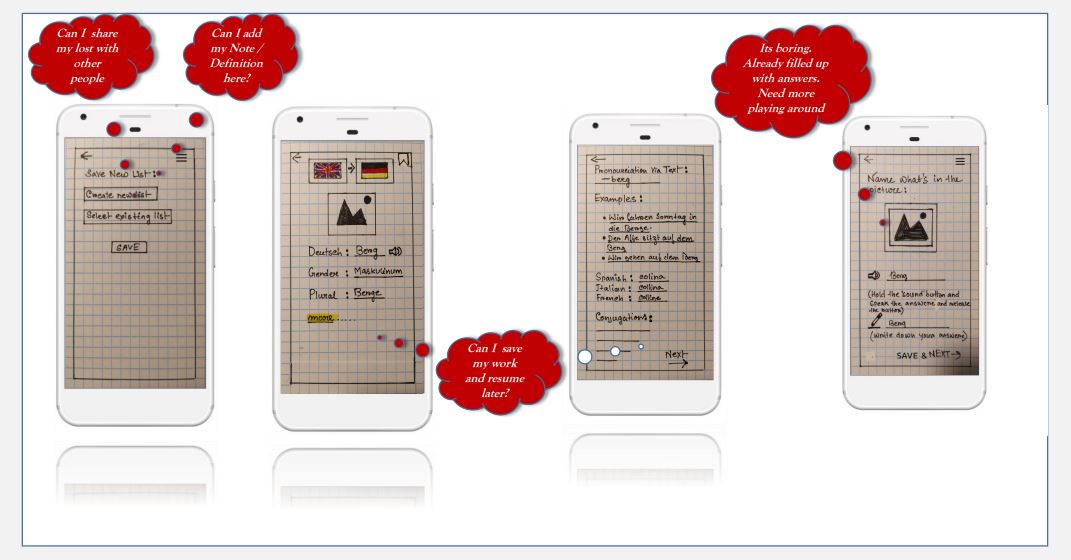 Can I share
my lost with
other
people
Can I add
my Note /
Definition
here?
Its boring.
Already filled up
with answers.
Need more
playing around
Save New List:
Create new list
Select existing list
SAVE
Deutsch : Berg
Gender : Maskulinum
Plural : Berge
more .....
Can I save
my work
and resume
later?
Pronounciation Via Text :
– berg
Examples :
• Wir fahren Sonntag in
die Berge.
• Der Affe sitzt auf dem
Berg
• Wir gehen auf dem Berg
Spanish : colina
Italian : collina
French : colline
Conjugations :
Next
Name what's in the
picture :
Berg
(Hold the sound button and
speak the answere and release
the button)
Berg
(Write down your answere)
SAVE & NEXT